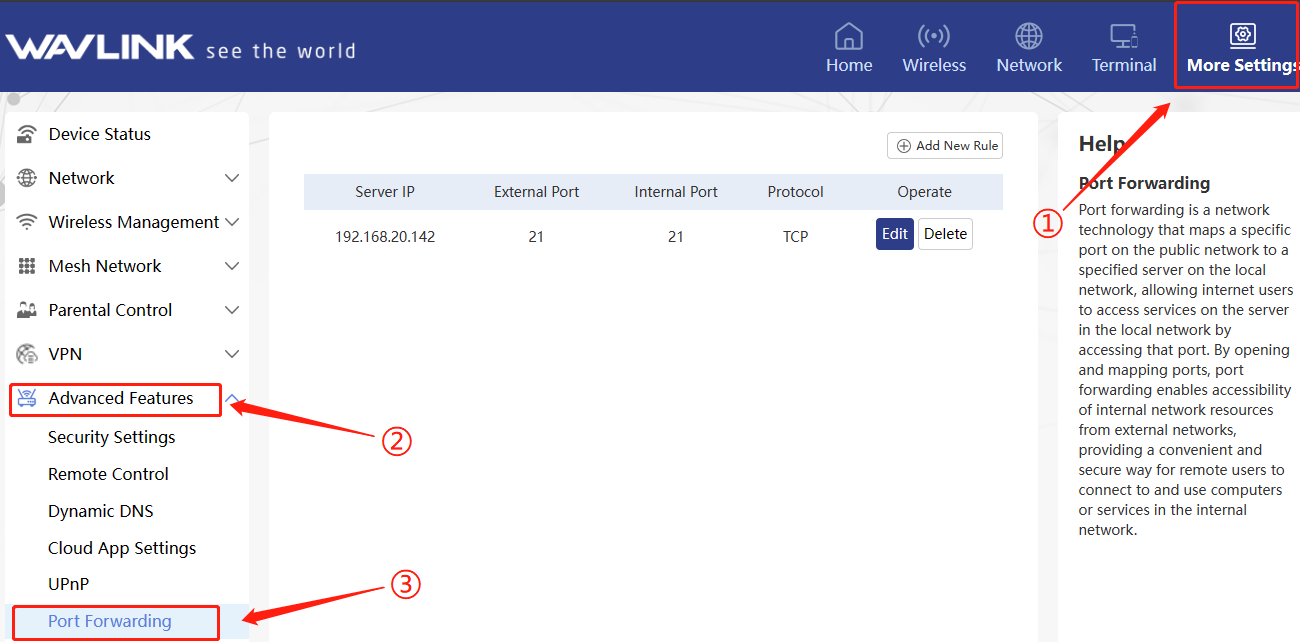 WAVLINK see the world
Home
Wireless
Network
Terminal
More Settings
Device Status
Network
Wireless Management
Mesh Network
Parental Control
VPN
Advanced Features
Security Settings
Remote Control
Dynamic DNS
Cloud App Settings
UPnP
Port Forwarding
Add New Rule
Server IP External Port Internal Port Protocol Operate
192.168.20.142 21 21 TCP Edit Delete
①
②
③
Help
Port Forwarding
Port forwarding is a network
technology that maps a specific
port on the public network to a
specified server on the local
network, allowing internet users
to access services on the server
in the local network by
accessing that port. By opening
and mapping ports, port
forwarding enables accessibility
of internal network resources
from external networks,
providing a convenient and
secure way for remote users to
connect to and use computers
or services in the internal
network.